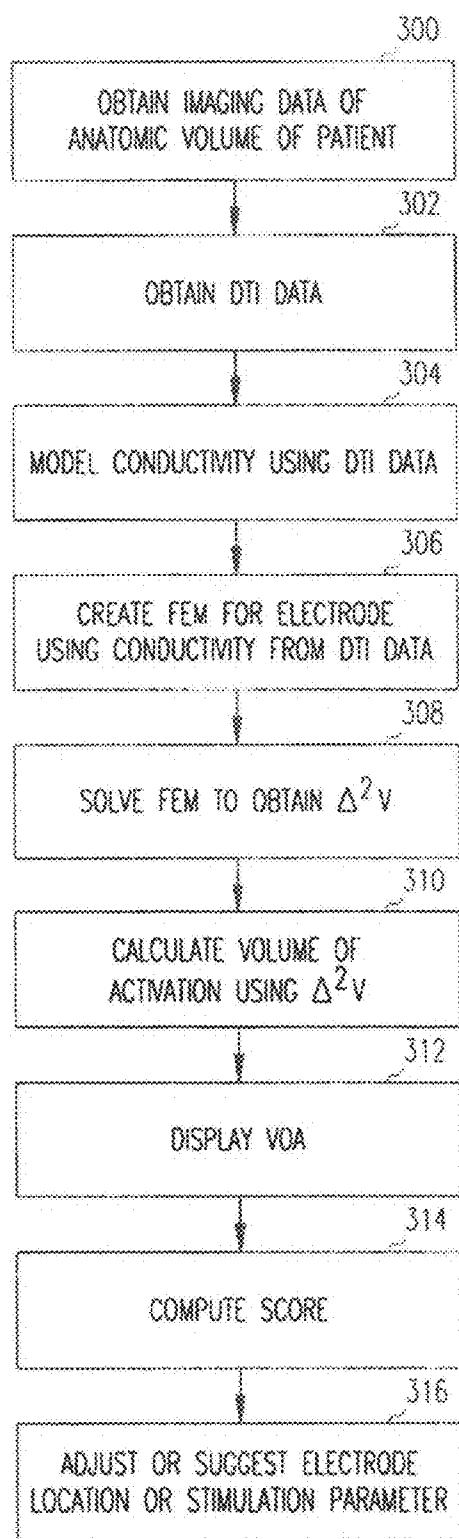 300
OBTAIN IMAGING DATA OF
ANATOMIC VOLUME OF PATIENT
302
OBTAIN DTI DATA
304
MODEL CONDUCTIVITY USING DTI DATA
306
CREATE FEM FOR ELECTRODE
USING CONDUCTIVITY FROM DTI DATA
308
SOLVE FEM TO OBTAIN Δ²V
310
CALCULATE VOLUME OF
ACTIVATION USING Δ²V
312
DISPLAY VOA
314
COMPUTE SCORE
316
ADJUST OR SUGGEST ELECTRODE
LOCATION OR STIMULATION PARAMETER